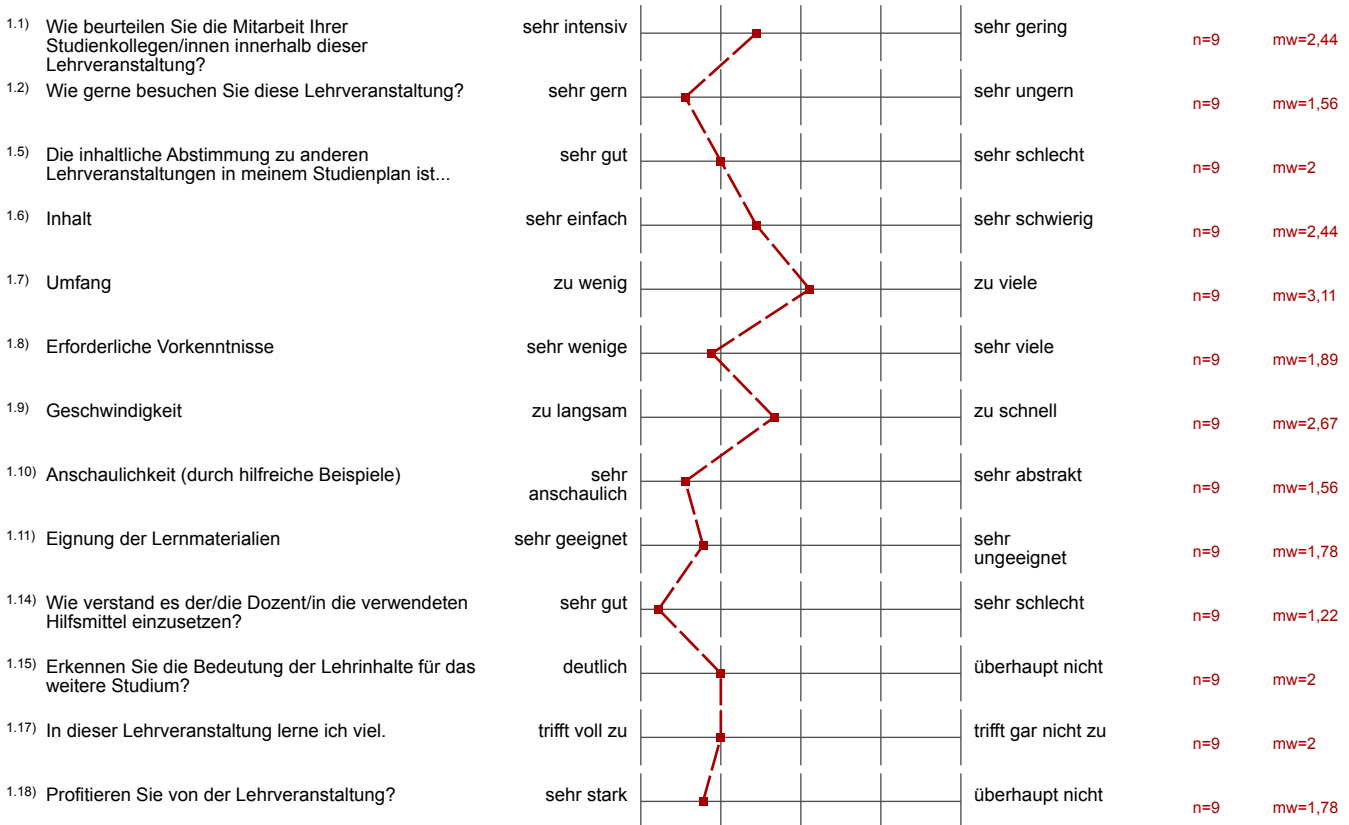 1.1) Wie beurteilen Sie die Mitarbeit Ihrer
Studienkollegen/innen innerhalb dieser
Lehrveranstaltung?
sehr intensiv
sehr gering
n=9
mw=2,44
1.2) Wie gerne besuchen Sie diese Lehrveranstaltung?
sehr gern
sehr ungern
n=9
mw=1,56
1.5) Die inhaltliche Abstimmung zu anderen
Lehrveranstaltungen in meinem Studienplan ist...
sehr gut
sehr schlecht
n=9
mw=2
1.6) Inhalt
sehr einfach
sehr schwierig
n=9
mw=2,44
1.7) Umfang
zu wenig
zu viele
n=9
mw=3,11
1.8) Erforderliche Vorkenntnisse
sehr wenige
sehr viele
n=9
mw=1,89
1.9) Geschwindigkeit
zu langsam
zu schnell
n=9
mw=2,67
1.10) Anschaulichkeit (durch hilfreiche Beispiele)
sehr
anschaulich
sehr abstrakt
n=9
mw=1,56
1.11) Eignung der Lernmaterialien
sehr geeignet
sehr
ungeeignet
n=9
mw=1,78
1.14) Wie verstand es der/die Dozent/in die verwendeten
Hilfsmittel einzusetzen?
sehr gut
sehr schlecht
n=9
mw=1,22
1.15) Erkennen Sie die Bedeutung der Lehrinhalte für das
weitere Studium?
deutlich
überhaupt nicht
n=9
mw=2
1.17) In dieser Lehrveranstaltung lerne ich viel.
trifft voll zu
trifft gar nicht zu
n=9
mw=2
1.18) Profitieren Sie von der Lehrveranstaltung?
sehr stark
überhaupt nicht
n=9
mw=1,78